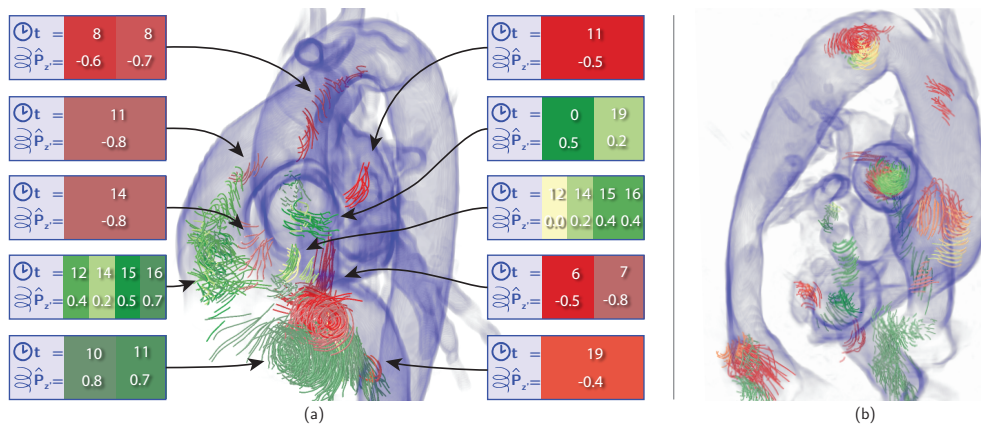 t = 8 8
P̂z' = -0.6 -0.7
t = 11
P̂z' = -0.8
t = 14
P̂z' = -0.8
t = 12 14 15 16
P̂z' = 0.4 0.2 0.5 0.7
t = 10 11
P̂z' = 0.8 0.7
t = 11
P̂z' = -0.5
t = 0 19
P̂z' = 0.5 0.2
t = 12 14 15 16
P̂z' = 0.0 0.2 0.4 0.4
t = 6 7
P̂z' = -0.5 -0.8
t = 19
P̂z' = -0.4
(a)
(b)